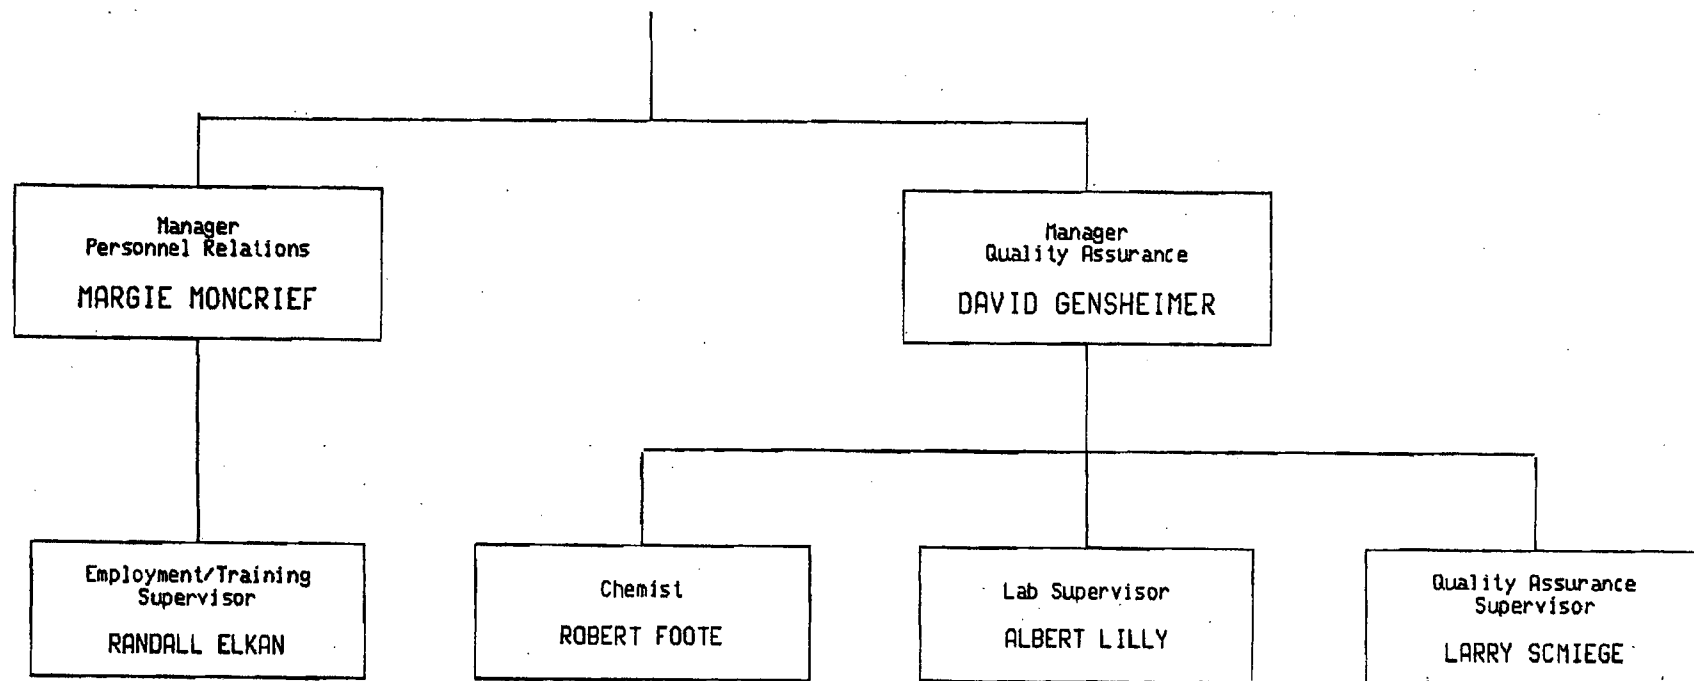 Manager
Personnel Relations
MARGIE MONCRIEF
Manager
Quality Assurance
DAVID GENSHEIMER
Employment/Training
Supervisor
RANDALL ELKAN
Chemist
ROBERT FOOTE
Lab Supervisor
ALBERT LILLY
Quality Assurance
Supervisor
LARRY SCMIEGE